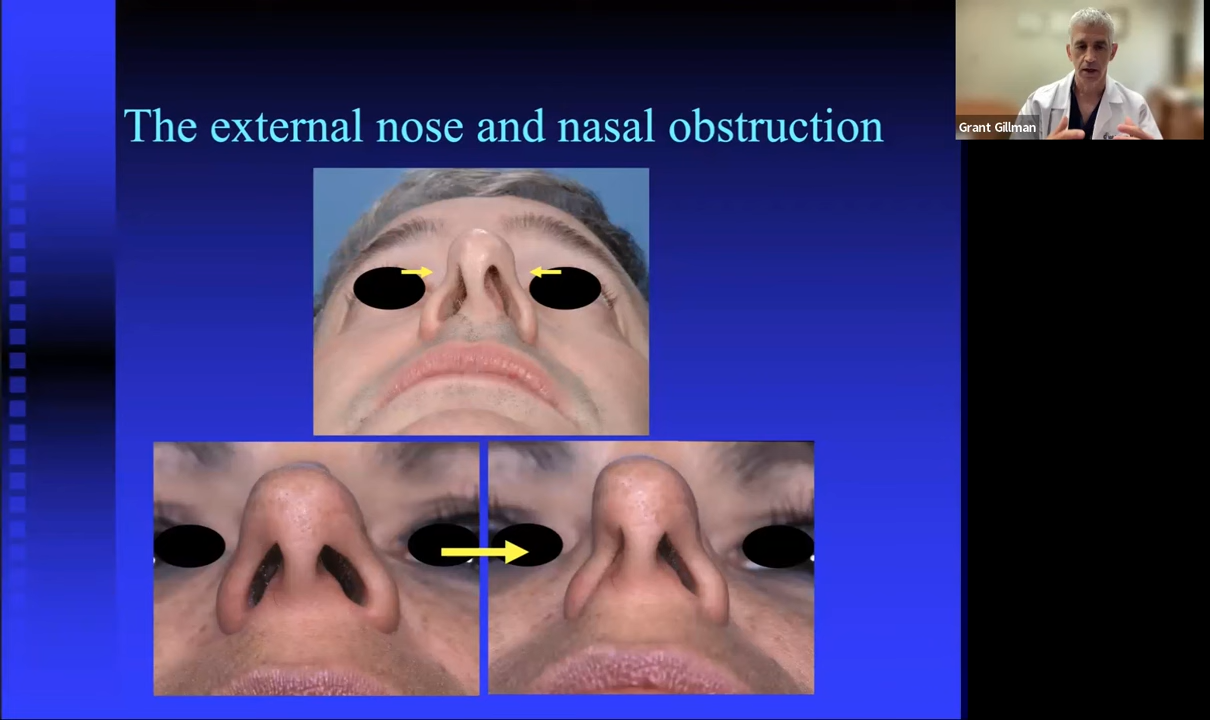 The external nose and nasal obstruction
Grant Gillman